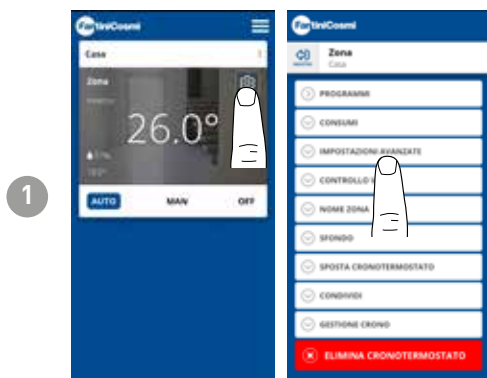 1
FantiniCosmi
Casa
Zona
26.0°
AUTO MAN OFF
FantiniCosmi
Zona
Casa
PROGRAMMI
CONSUMI
IMPOSTAZIONI AVANZATE
CONTROLLO
NOME ZONA
SFONDO
SPOSTA CRONOTERMOSTATO
CONDIVIDI
GESTIONE CRONO
ELIMINA CRONOTERMOSTATO